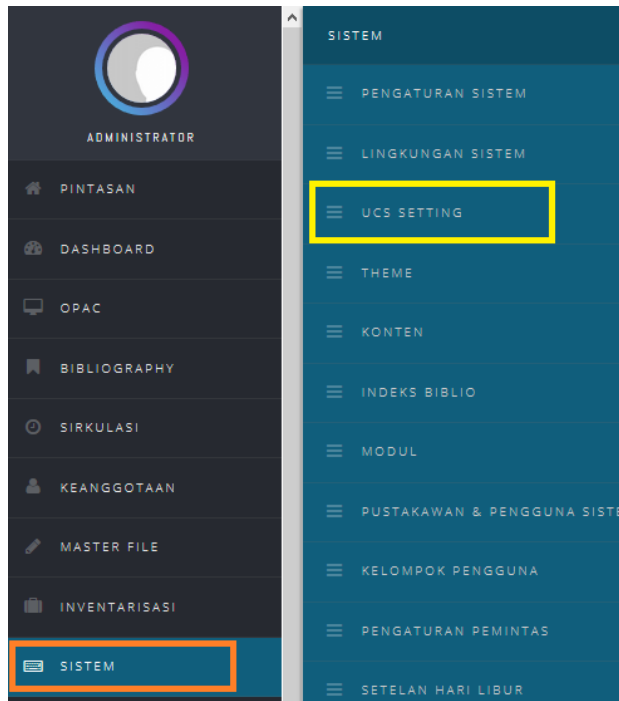 ADMINISTRATOR
PINTASAN
DASHBOARD
OPAC
BIBLIOGRAPHY
SIRKULASI
KEANGGOTAAN
MASTER FILE
INVENTARISASI
SISTEM
SISTEM
PENGATURAN SISTEM
LINGKUNGAN SISTEM
UCS SETTING
THEME
KONTEN
INDEKS BIBLIO
MODUL
PUSTAKAWAN & PENGGUNA SISTE
KELOMPOK PENGGUNA
PENGATURAN PEMINTAS
SETELAN HARI LIBUR